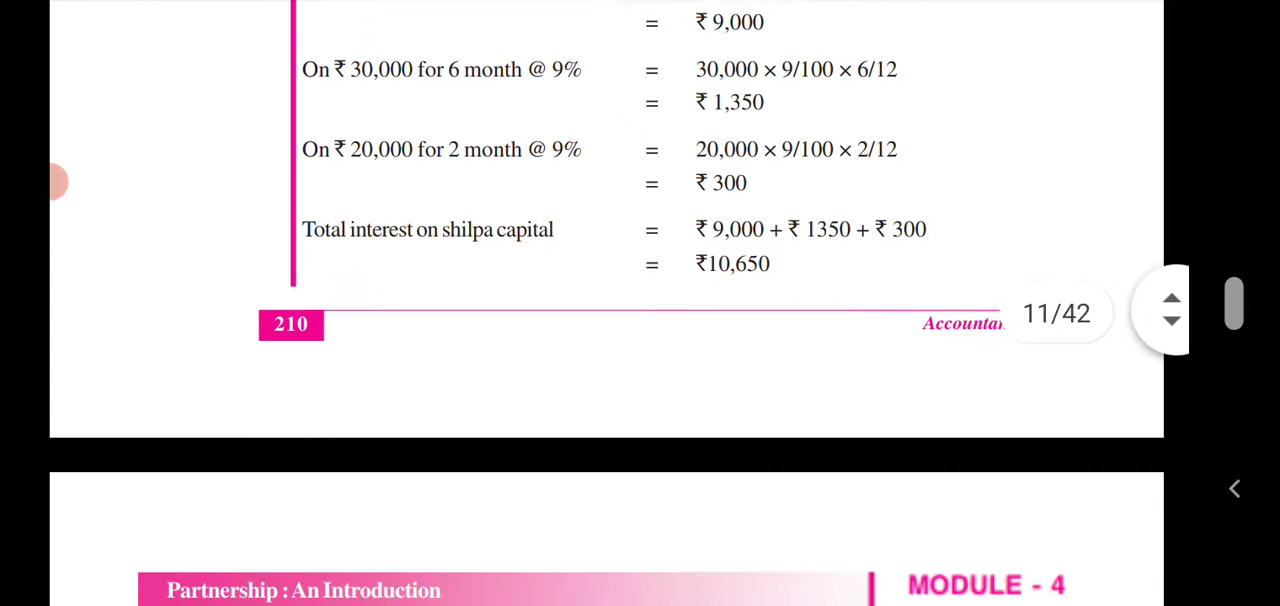 = ₹ 9,000
On ₹ 30,000 for 6 month @ 9% = 30,000 × 9/100 × 6/12
= ₹ 1,350
On ₹ 20,000 for 2 month @ 9% = 20,000 × 9/100 × 2/12
= ₹ 300
Total interest on shilpa capital = ₹ 9,000 + ₹ 1350 + ₹ 300
= ₹10,650
210
11/42
Partnership : An Introduction
MODULE - 4